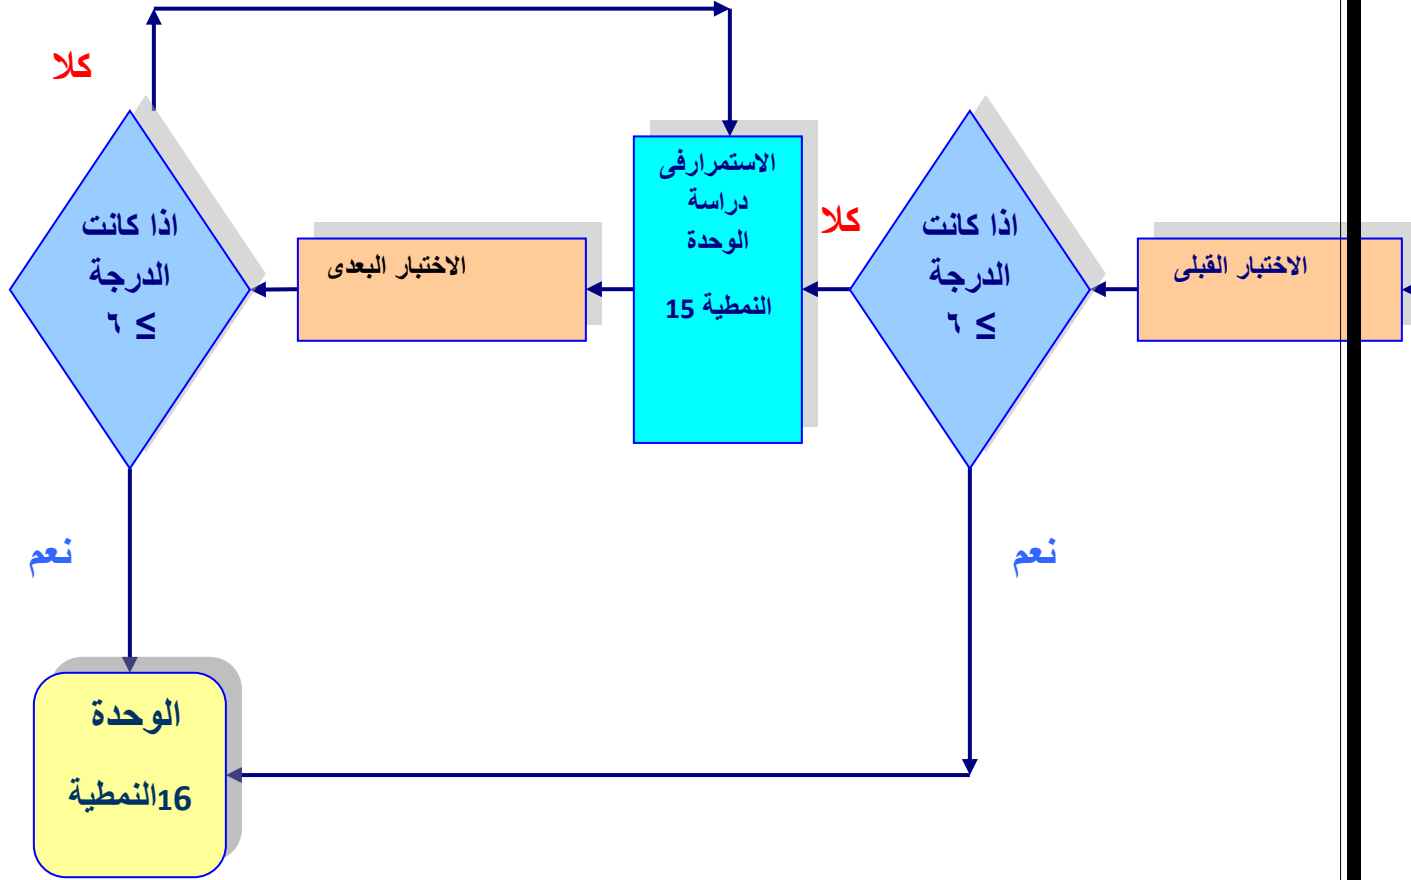 الاختبار القبلى
اذا كانت
الدرجة
≥ ٦
كلا
نعم
الاستمرارفى
دراسة
الوحدة
النمطية 15
الاختبار البعدى
اذا كانت
الدرجة
≥ ٦
كلا
نعم
الوحدة
16النمطية